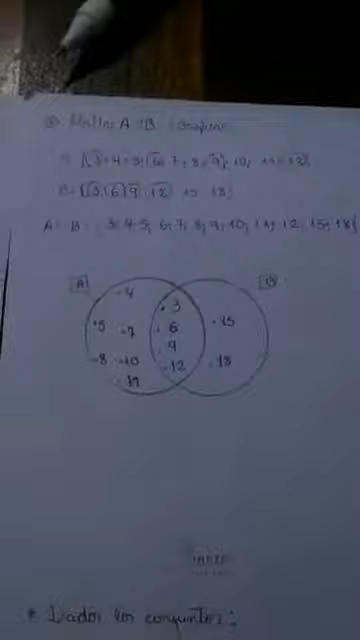 Hallar A B
A = {3; 4; 5; 6; 7; 8; 9; 10; 11; 12}
B = {3; 6; 9; 12; 15; 18}
A B = {3; 4; 5; 6; 7; 8; 9; 10; 11; 12; 15; 18}
A B
.4 .3
.5 .7 .6 .15
.9
.8 .10 .12 .18
.11
* Dados los conjuntos: